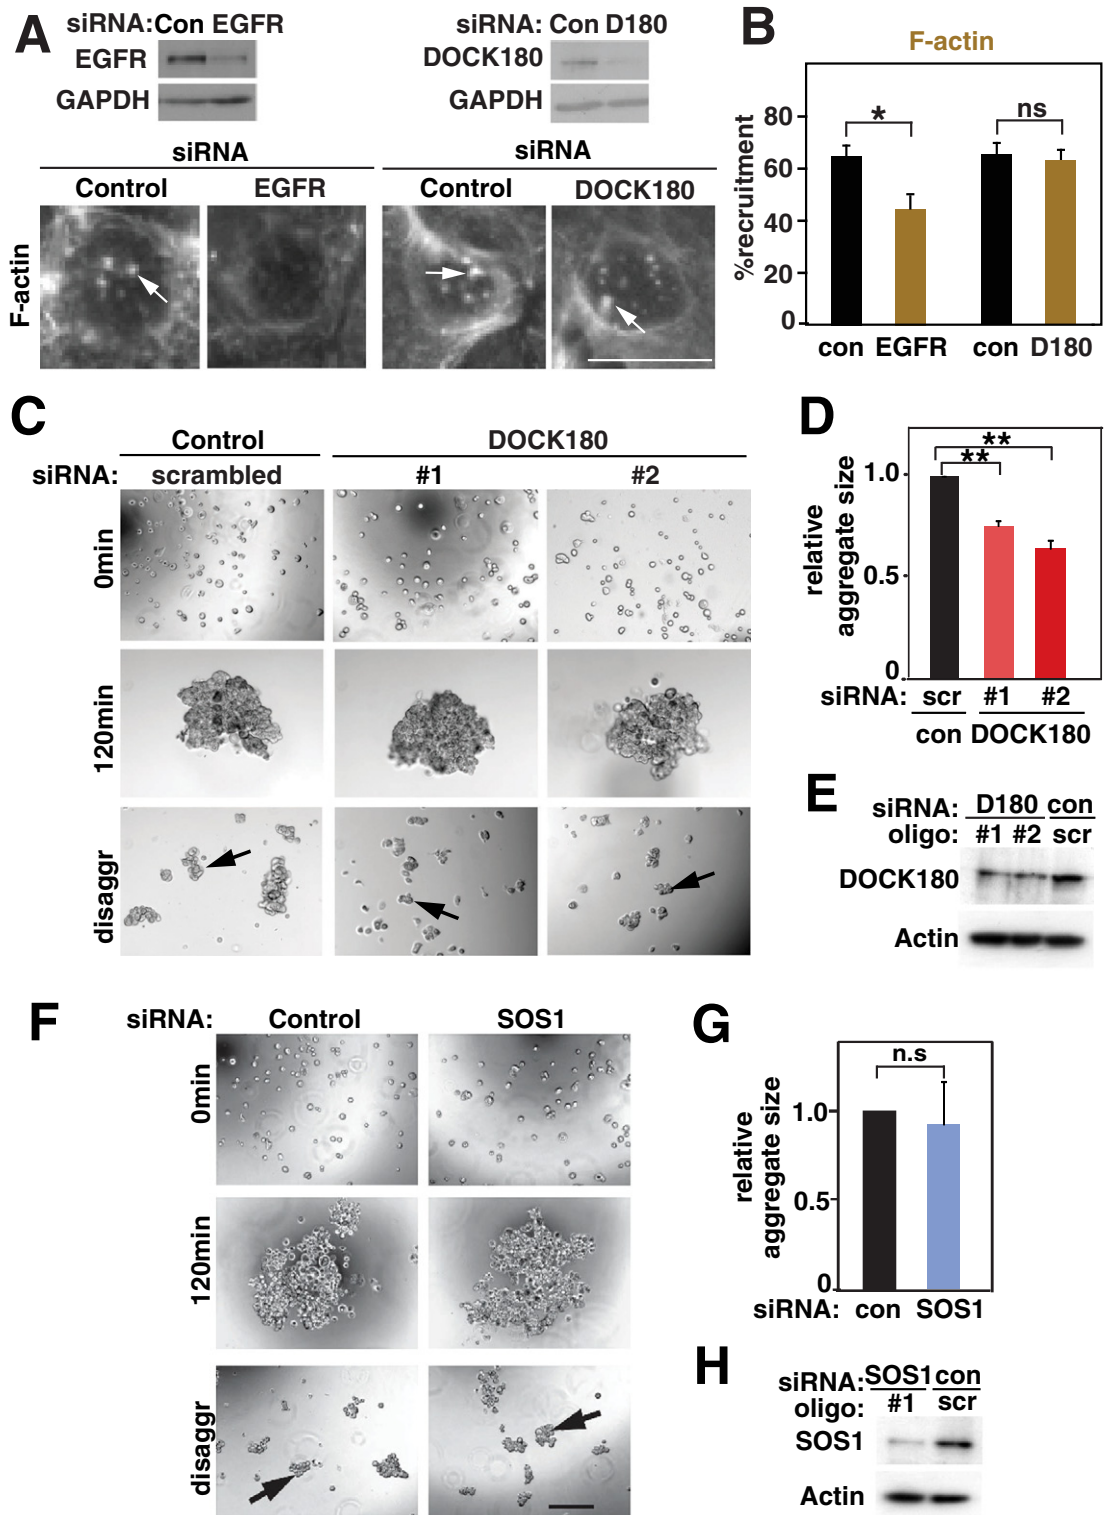 A
siRNA: Con EGFR
EGFR
GAPDH
siRNA: Con D180
DOCK180
GAPDH
siRNA
siRNA
Control
EGFR
Control
DOCK180
F-actin
B
F-actin
%recruitment
80
60
40
20
0
*
ns
con EGFR
con D180
C
Control
DOCK180
siRNA: scrambled
#1
#2
0min
120min
disaggr
D
relative
aggregate size
1.0
0.5
0
**
**
siRNA: scr #1 #2
con DOCK180
E
siRNA: D180 con
oligo: #1 #2 scr
DOCK180
Actin
F
siRNA: Control SOS1
0min
120min
disaggr
G
relative
aggregate size
n.s
1.0
0.5
0
siRNA: con SOS1
H
siRNA: SOS1 con
oligo: #1 scr
SOS1
Actin